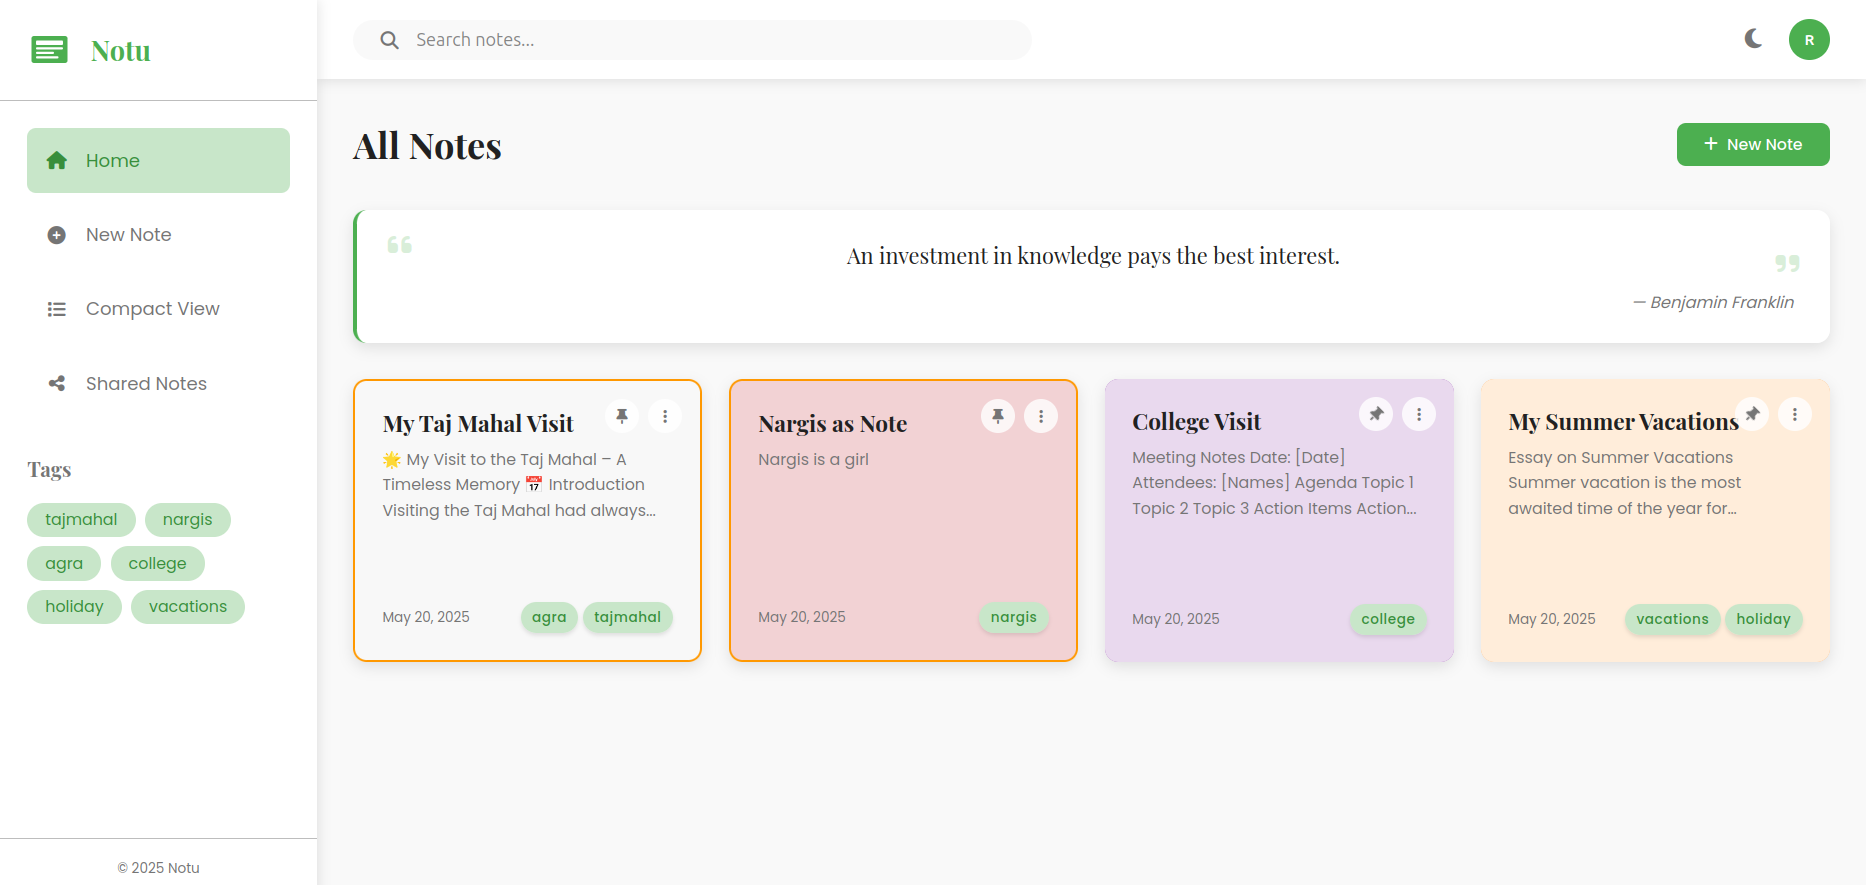 Notu
Search notes...
R
Home
New Note
Compact View
Shared Notes
Tags
tajmahal nargis
agra college
holiday vacations
© 2025 Notu
All Notes
+ New Note
❝ An investment in knowledge pays the best interest. ❞
— Benjamin Franklin
My Taj Mahal Visit
🌟 My Visit to the Taj Mahal – A
Timeless Memory 📅 Introduction
Visiting the Taj Mahal had always...
May 20, 2025 agra tajmahal
Nargis as Note
Nargis is a girl
May 20, 2025 nargis
College Visit
Meeting Notes Date: [Date]
Attendees: [Names] Agenda Topic 1
Topic 2 Topic 3 Action Items Action...
May 20, 2025 college
My Summer Vacations
Essay on Summer Vacations
Summer vacation is the most
awaited time of the year for...
May 20, 2025 vacations holiday